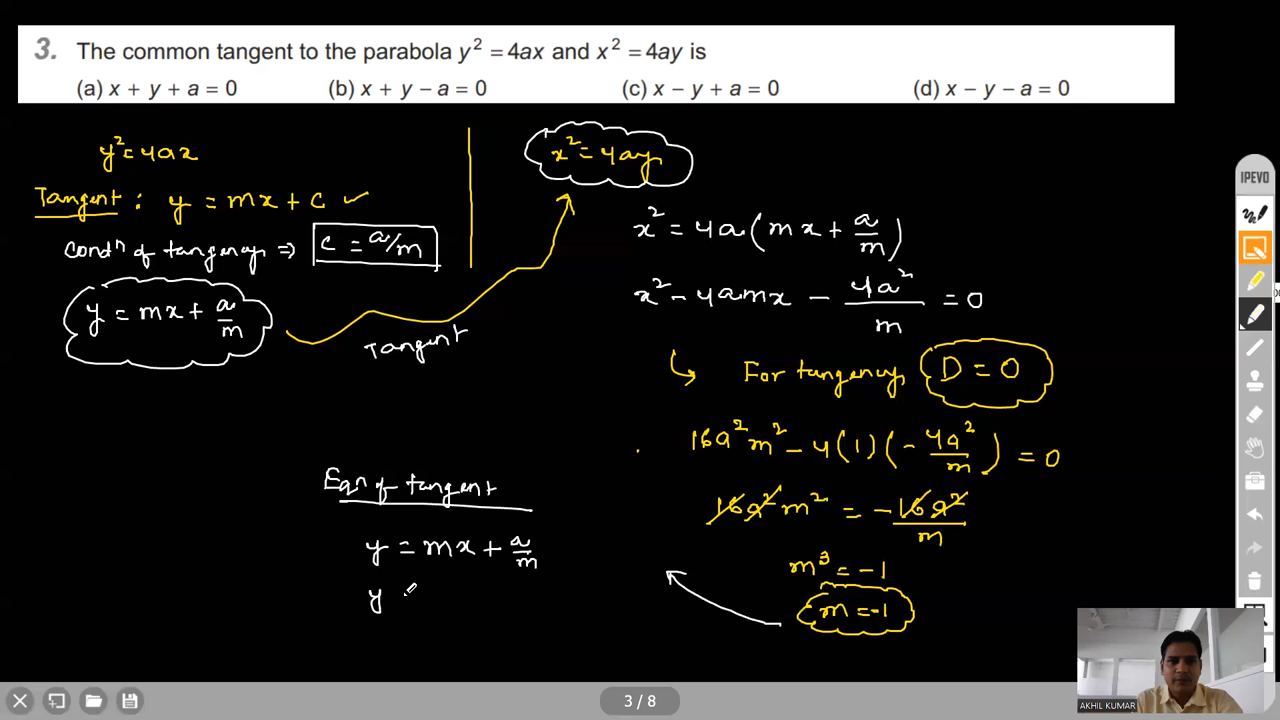 3. The common tangent to the parabola y² = 4ax and x² = 4ay is
(a) x + y + a = 0 (b) x + y − a = 0 (c) x − y + a = 0 (d) x − y − a = 0
y² = 4ax
Tangent : y = mx + c ✓
Condⁿ of tangency ⇒ c = a/m
y = mx + a/m
Tangent
x² = 4ay
x² = 4a(mx + a/m)
x² − 4amx − 4a²/m = 0
↳ For tangency, D = 0
16a²m² − 4(1)(−4a²/m) = 0
16a²m² = −16a²/m
m³ = −1
m = −1
Eqn of tangent
y = mx + a/m
y
IPEVO
3 / 8
AKHIL KUMAR